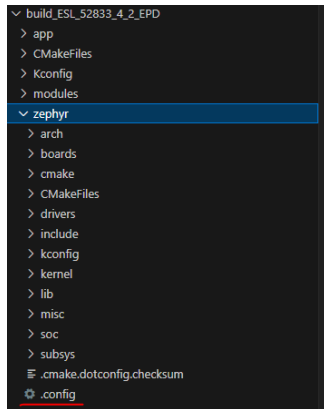 build_ESL_52833_4_2_EPD
app
CMakeFiles
Kconfig
modules
zephyr
arch
boards
cmake
CMakeFiles
drivers
include
kconfig
kernel
lib
misc
soc
subsys
.cmake.dotconfig.checksum
.config